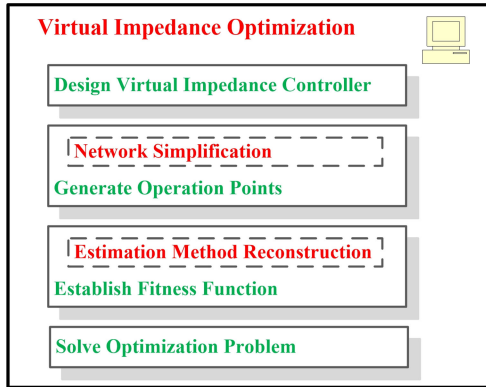 Virtual Impedance Optimization
Design Virtual Impedance Controller
Network Simplification
Generate Operation Points
Estimation Method Reconstruction
Establish Fitness Function
Solve Optimization Problem